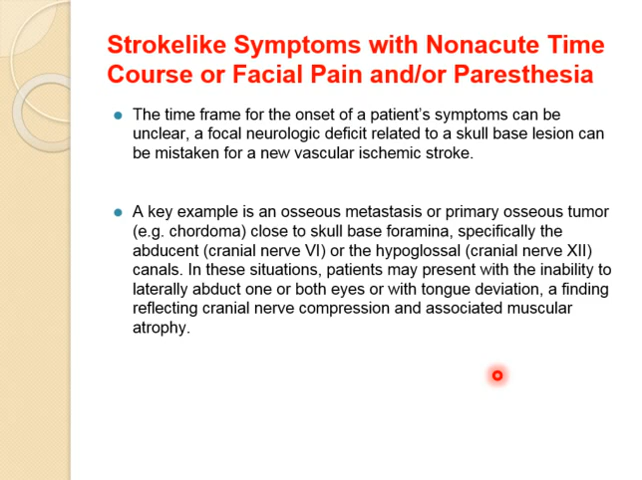 Strokelike Symptoms with Nonacute Time
Course or Facial Pain and/or Paresthesia
The time frame for the onset of a patient’s symptoms can be
unclear, a focal neurologic deficit related to a skull base lesion can
be mistaken for a new vascular ischemic stroke.
A key example is an osseous metastasis or primary osseous tumor
(e.g. chordoma) close to skull base foramina, specifically the
abducent (cranial nerve VI) or the hypoglossal (cranial nerve XII)
canals. In these situations, patients may present with the inability to
laterally abduct one or both eyes or with tongue deviation, a finding
reflecting cranial nerve compression and associated muscular
atrophy.